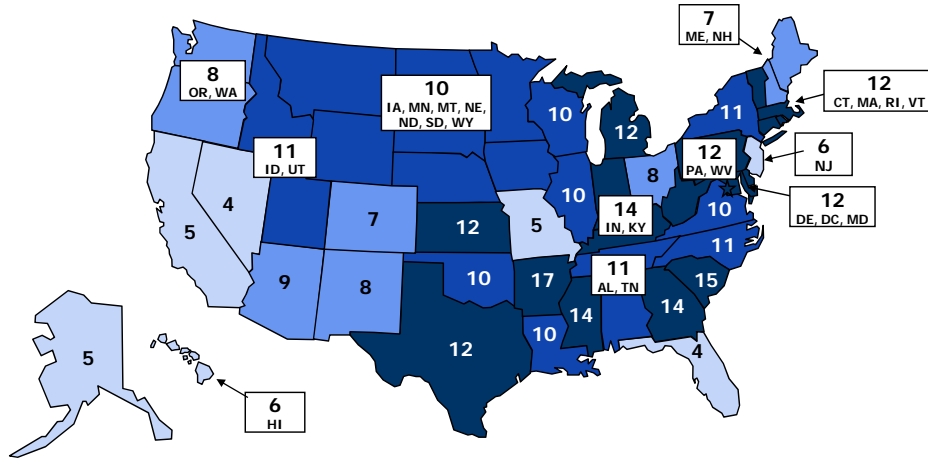 7
ME, NH
8
OR, WA
10
IA, MN, MT, NE,
ND, SD, WY
12
CT, MA, RI, VT
10
11
12
11
ID, UT
12
PA, WV
6
NJ
8
4
10
14
IN, KY
12
DE, DC, MD
10
7
12
5
5
11
11
AL, TN
9
8
10
17
15
14
14
10
12
4
5
6
HI